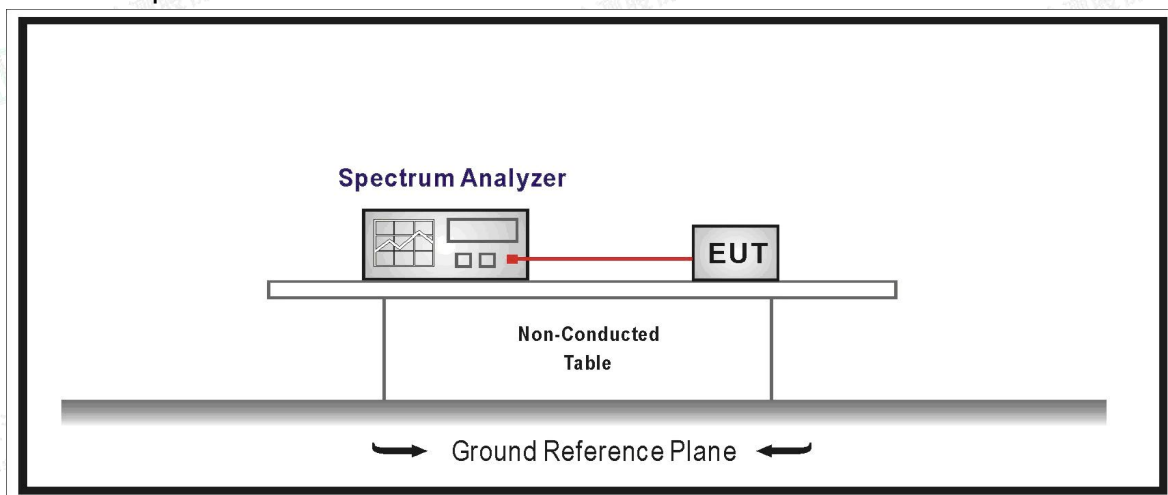 Spectrum Analyzer
EUT
Non-Conducted
Table
Ground Reference Plane